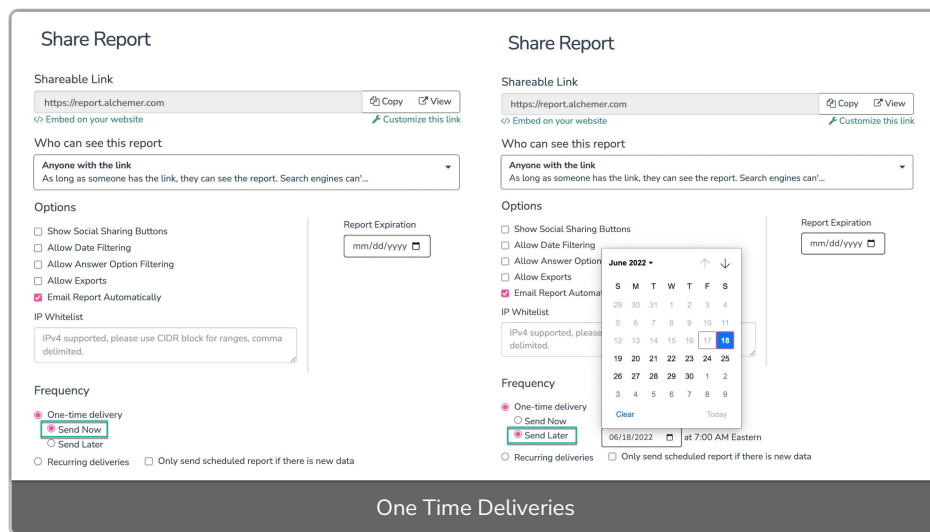 Share Report
Shareable Link
https://report.alchemer.com Copy View
</> Embed on your website Customize this link
Who can see this report
Anyone with the link
As long as someone has the link, they can see the report. Search engines can'...
Options
Show Social Sharing Buttons
Allow Date Filtering
Allow Answer Option Filtering
Allow Exports
Email Report Automatically
Report Expiration
mm/dd/yyyy
IP Whitelist
IPv4 supported, please use CIDR block for ranges, comma
delimited.
Frequency
One-time delivery
Send Now
Send Later
Recurring deliveries Only send scheduled report if there is new data
Share Report
Shareable Link
https://report.alchemer.com Copy View
</> Embed on your website Customize this link
Who can see this report
Anyone with the link
As long as someone has the link, they can see the report. Search engines can'...
Options
Show Social Sharing Buttons
Allow Date Filtering
Allow Answer Option
Allow Exports
Email Report Automa
Report Expiration
mm/dd/yyyy
June 2022
S M T W T F S
29 30 31 1 2 3 4
5 6 7 8 9 10 11
12 13 14 15 16 17 18
19 20 21 22 23 24 25
26 27 28 29 30 1 2
3 4 5 6 7 8 9
Clear Today
IP Whitelist
IPv4 supported, please
delimited.
Frequency
One-time delivery
Send Now
Send Later 06/18/2022 at 7:00 AM Eastern
Recurring deliveries Only send scheduled report if there is new data
One Time Deliveries